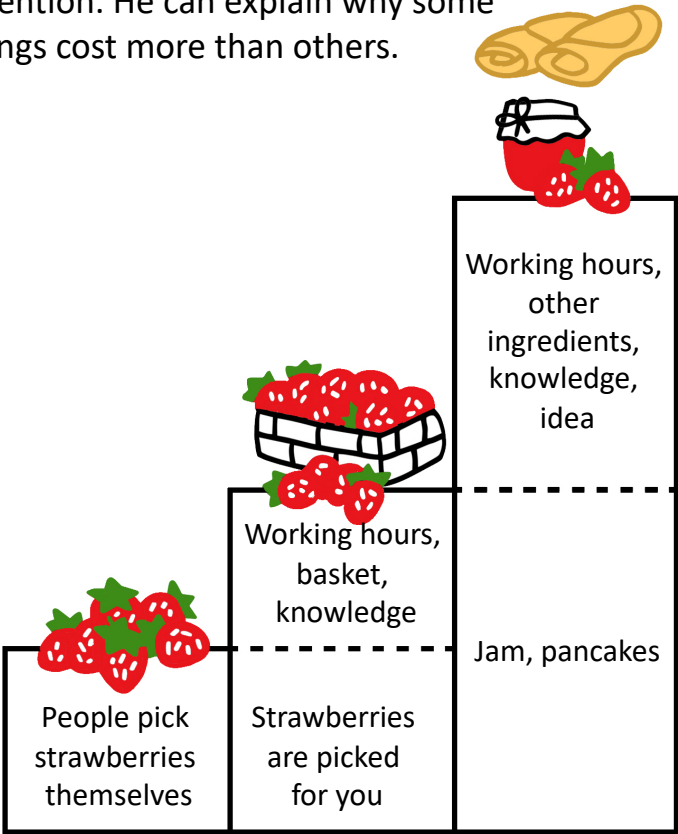 ention. He can explain why some
ngs cost more than others.
Working hours,
other
ingredients,
knowledge,
idea
Working hours,
basket,
knowledge
Jam, pancakes
People pick
strawberries
themselves
Strawberries
are picked
for you